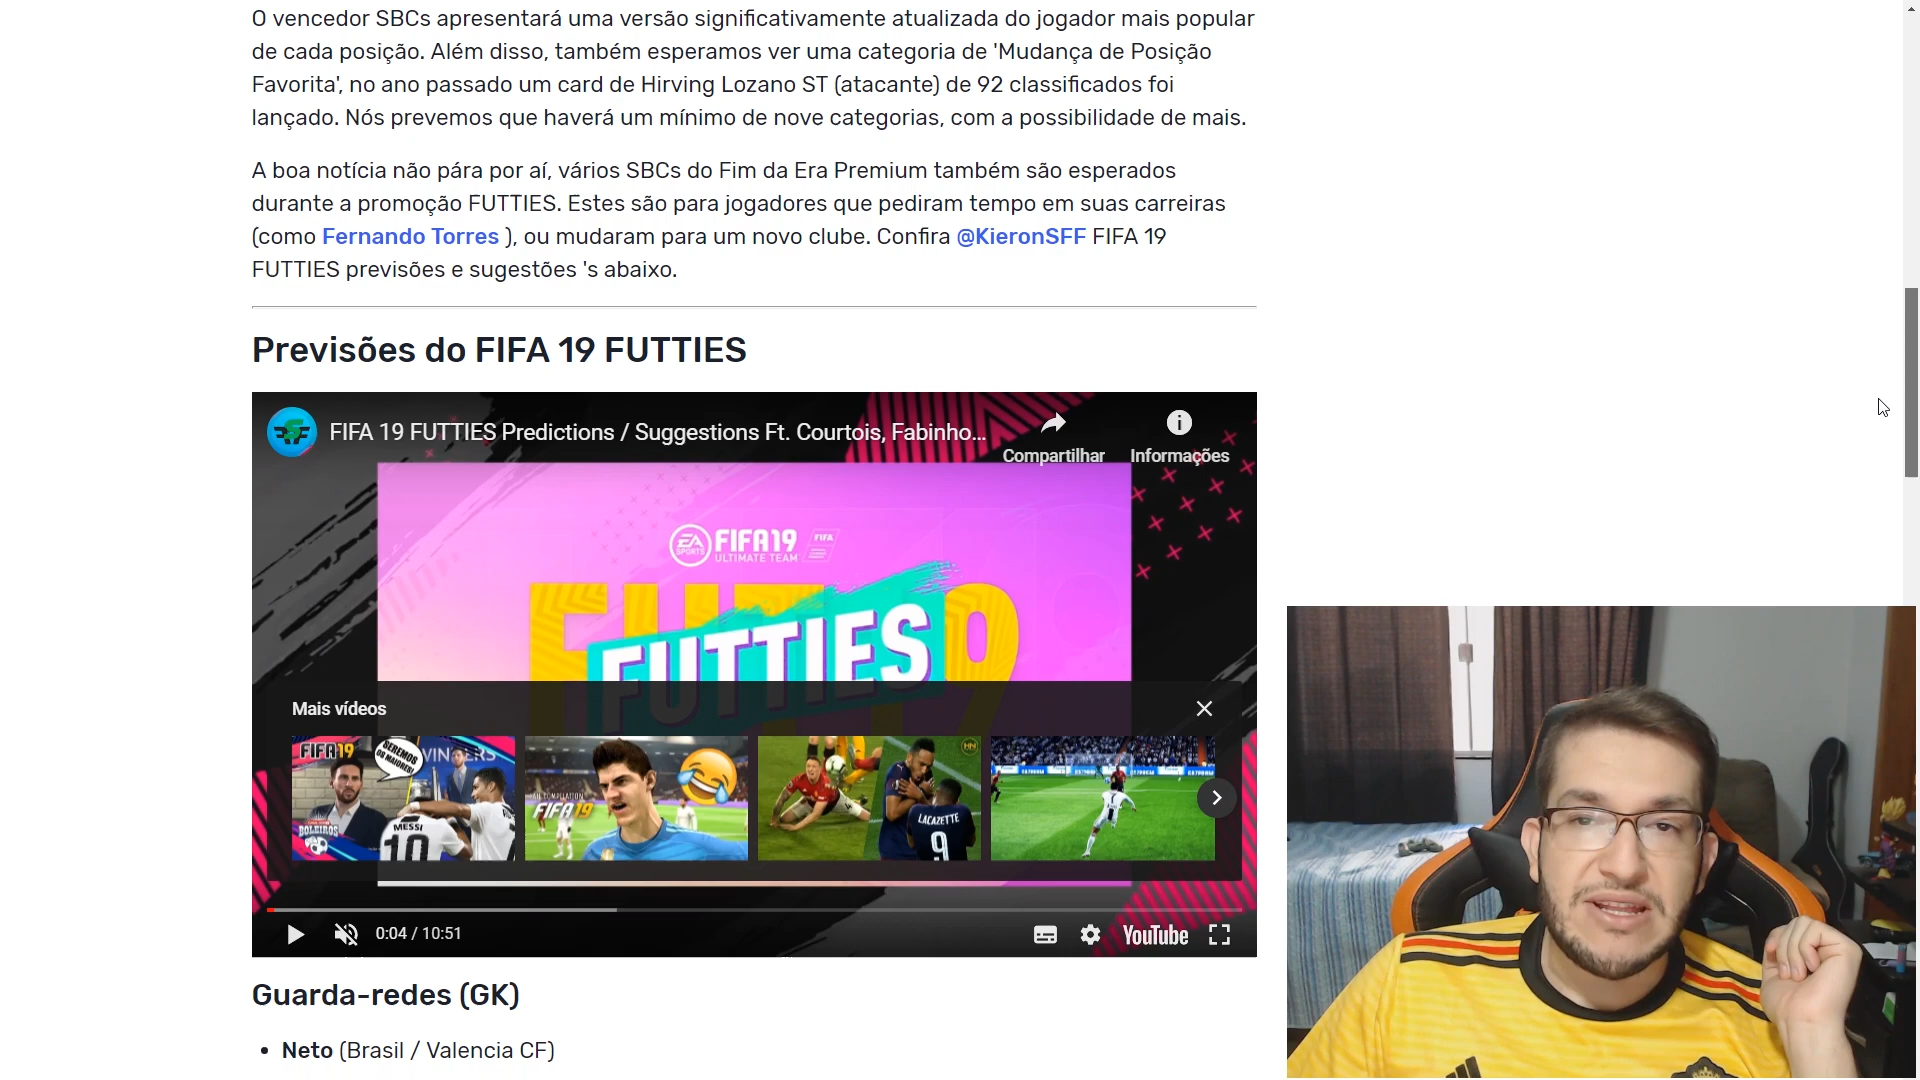 O vencedor SBCs apresentará uma versão significativamente atualizada do jogador mais popular
de cada posição. Além disso, também esperamos ver uma categoria de 'Mudança de Posição
Favorita', no ano passado um card de Hirving Lozano ST (atacante) de 92 classificados foi
lançado. Nós prevemos que haverá um mínimo de nove categorias, com a possibilidade de mais.
A boa notícia não pára por aí, vários SBCs do Fim da Era Premium também são esperados
durante a promoção FUTTIES. Estes são para jogadores que pediram tempo em suas carreiras
(como Fernando Torres ), ou mudaram para um novo clube. Confira @KieronSFF FIFA 19
FUTTIES previsões e sugestões 's abaixo.
Previsões do FIFA 19 FUTTIES
FIFA 19 FUTTIES Predictions / Suggestions Ft. Courtois, Fabinho...
Compartilhar
Informações
EA SPORTS FIFA19 FIFA
ULTIMATE TEAM
FUTTIES
Mais vídeos
FIFA19
SEREMOS
OS MAIORES!
BOLEIROS
MESSI
10
FIFA19
LACAZETTE
9
0:04 / 10:51
YouTube
Guarda-redes (GK)
• Neto (Brasil / Valencia CF)